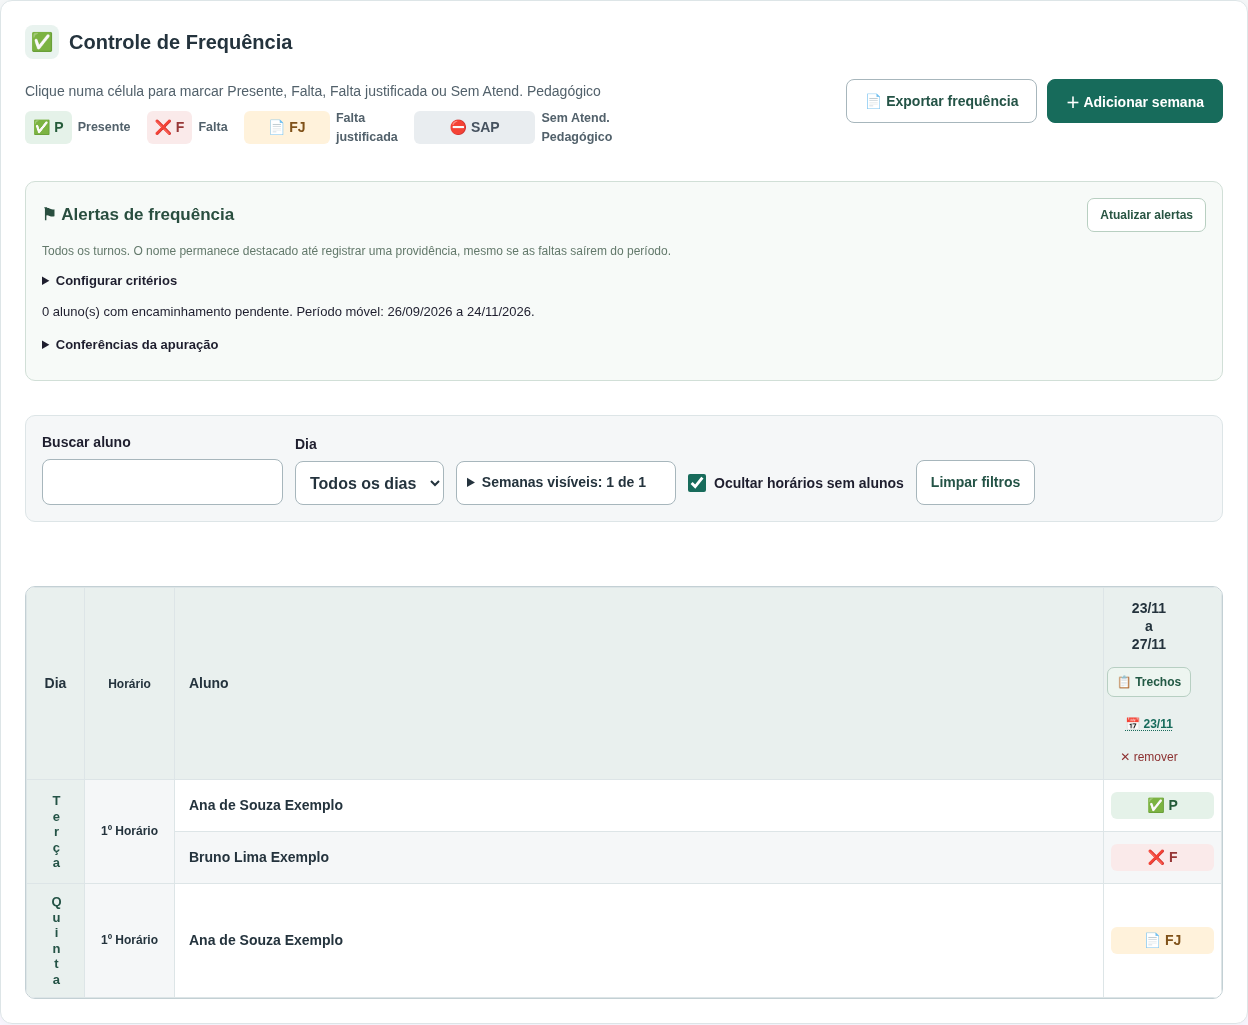 ✅ Controle de Frequência
Clique numa célula para marcar Presente, Falta, Falta justificada ou Sem Atend. Pedagógico
✅ P Presente ❌ F Falta 📄 FJ Falta justificada ⛔ SAP Sem Atend. Pedagógico
📄 Exportar frequência
＋ Adicionar semana
⚑ Alertas de frequência
Atualizar alertas
Todos os turnos. O nome permanece destacado até registrar uma providência, mesmo se as faltas saírem do período.
▶ Configurar critérios
0 aluno(s) com encaminhamento pendente. Período móvel: 26/09/2026 a 24/11/2026.
▶ Conferências da apuração
Buscar aluno
Dia
Todos os dias
▶ Semanas visíveis: 1 de 1
Ocultar horários sem alunos
Limpar filtros
Dia
Horário
Aluno
23/11
a
27/11
📋 Trechos
📅 23/11
✕ remover
Terça
1º Horário
Ana de Souza Exemplo
✅ P
Bruno Lima Exemplo
❌ F
Quinta
1º Horário
Ana de Souza Exemplo
📄 FJ